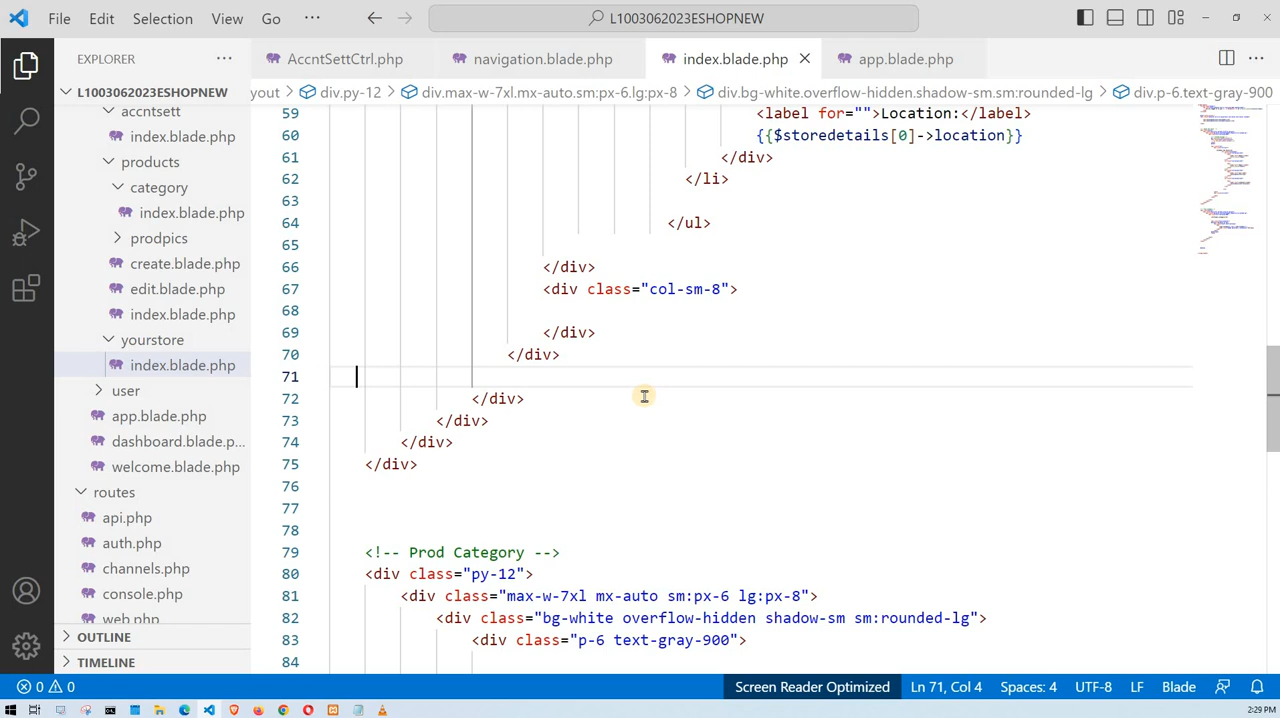 File Edit Selection View Go ··· L1003062023ESHOPNEW
EXPLORER ···
AccntSettCtrl.php navigation.blade.php index.blade.php app.blade.php ···
L1003062023ESHOPNEW
yout > div.py-12 > div.max-w-7xl.mx-auto.sm:px-6.lg:px-8 > div.bg-white.overflow-hidden.shadow-sm.sm:rounded-lg > div.p-6.text-gray-900
accntsett
index.blade.php
products
category
index.blade.php
prodpics
create.blade.php
edit.blade.php
index.blade.php
yourstore
index.blade.php
user
app.blade.php
dashboard.blade.p...
welcome.blade.php
routes
api.php
auth.php
channels.php
console.php
web.php
OUTLINE
TIMELINE
59 <label for="">Location:</label>
60 {{$storedetails[0]->location}}
61 </div>
62 </li>
63
64 </ul>
65
66 </div>
67 <div class="col-sm-8">
68
69 </div>
70 </div>
71
72 </div>
73 </div>
74 </div>
75 </div>
76
77
78
79 <!-- Prod Category -->
80 <div class="py-12">
81 <div class="max-w-7xl mx-auto sm:px-6 lg:px-8">
82 <div class="bg-white overflow-hidden shadow-sm sm:rounded-lg">
83 <div class="p-6 text-gray-900">
84
0 0 Screen Reader Optimized Ln 71, Col 4 Spaces: 4 UTF-8 LF Blade
2:29 PM